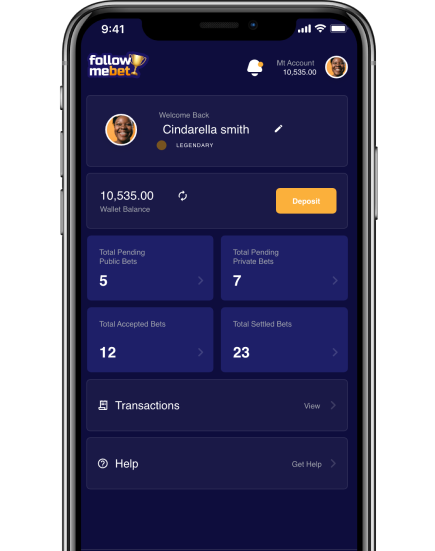 9:41
follow
mebet
Mt Account
10,535.00
Welcome Back
Cindarella smith
LEGENDARY
10,535.00
Wallet Balance
Deposit
Total Pending
Public Bets
5
Total Pending
Private Bets
7
Total Accepted Bets
12
Total Settled Bets
23
Transactions
View
Help
Get Help